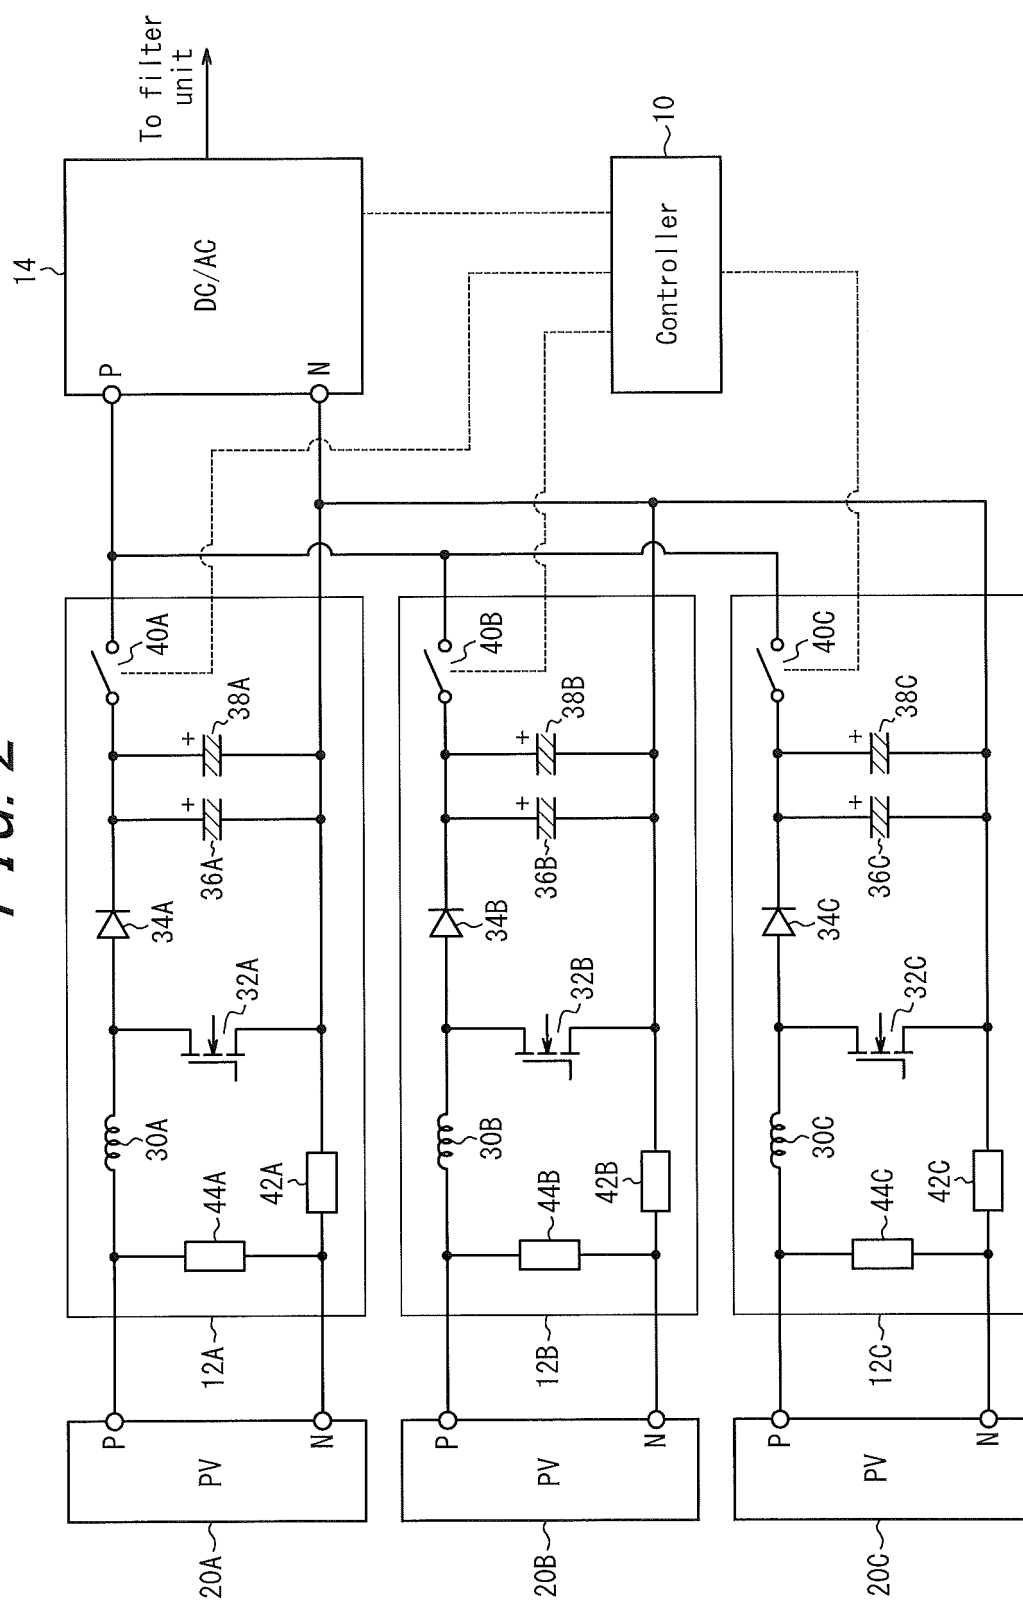 To filter
unit
14
DC/AC
P
N
10
Controller
40A
38A
+
36A
+
34A
32A
30A
44A
42A
12A
P
N
PV
20A
40B
38B
+
36B
+
34B
32B
30B
44B
42B
12B
P
N
PV
20B
40C
38C
+
36C
+
34C
32C
30C
44C
42C
12C
P
N
PV
20C